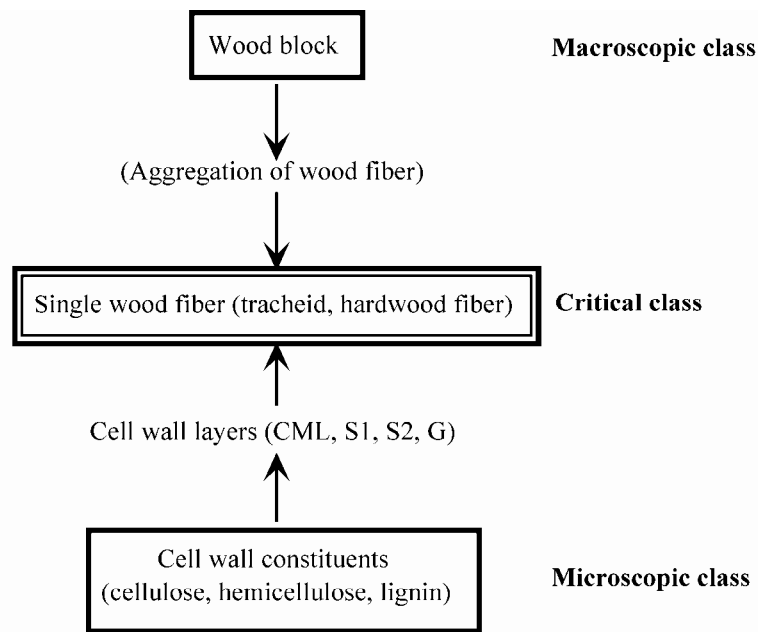 Wood block
Macroscopic class
(Aggregation of wood fiber)
Single wood fiber (tracheid, hardwood fiber)
Critical class
Cell wall layers (CML, S1, S2, G)
Cell wall constituents
(cellulose, hemicellulose, lignin)
Microscopic class